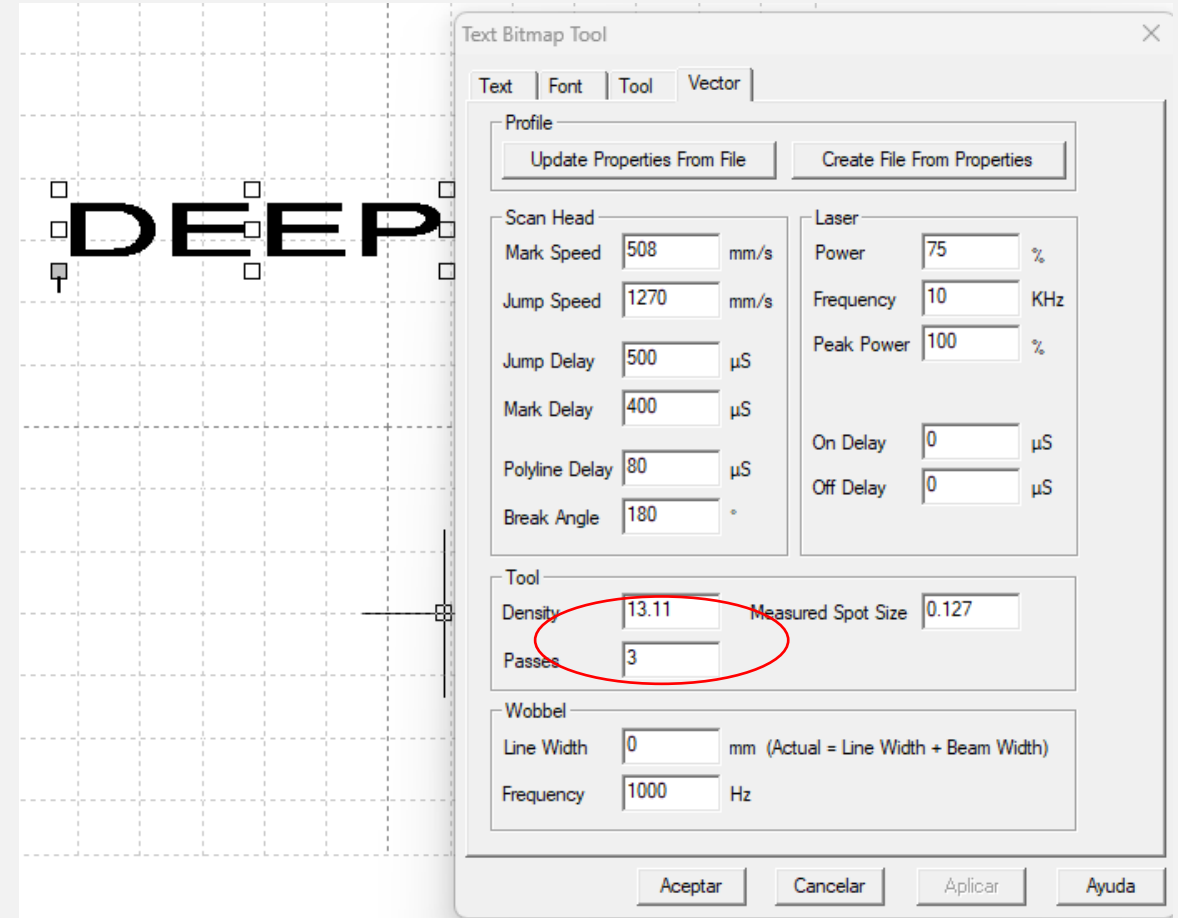 Text Bitmap Tool
Text Font Tool Vector
Profile
Update Properties From File Create File From Properties
DEEP
Scan Head
Mark Speed 508 mm/s
Jump Speed 1270 mm/s
Jump Delay 500 µS
Mark Delay 400 µS
Polyline Delay 80 µS
Break Angle 180 °
Laser
Power 75 %
Frequency 10 KHz
Peak Power 100 %
On Delay 0 µS
Off Delay 0 µS
Tool
Density 13.11 Measured Spot Size 0.127
Passes 3
Wobbel
Line Width 0 mm (Actual = Line Width + Beam Width)
Frequency 1000 Hz
Aceptar Cancelar Aplicar Ayuda